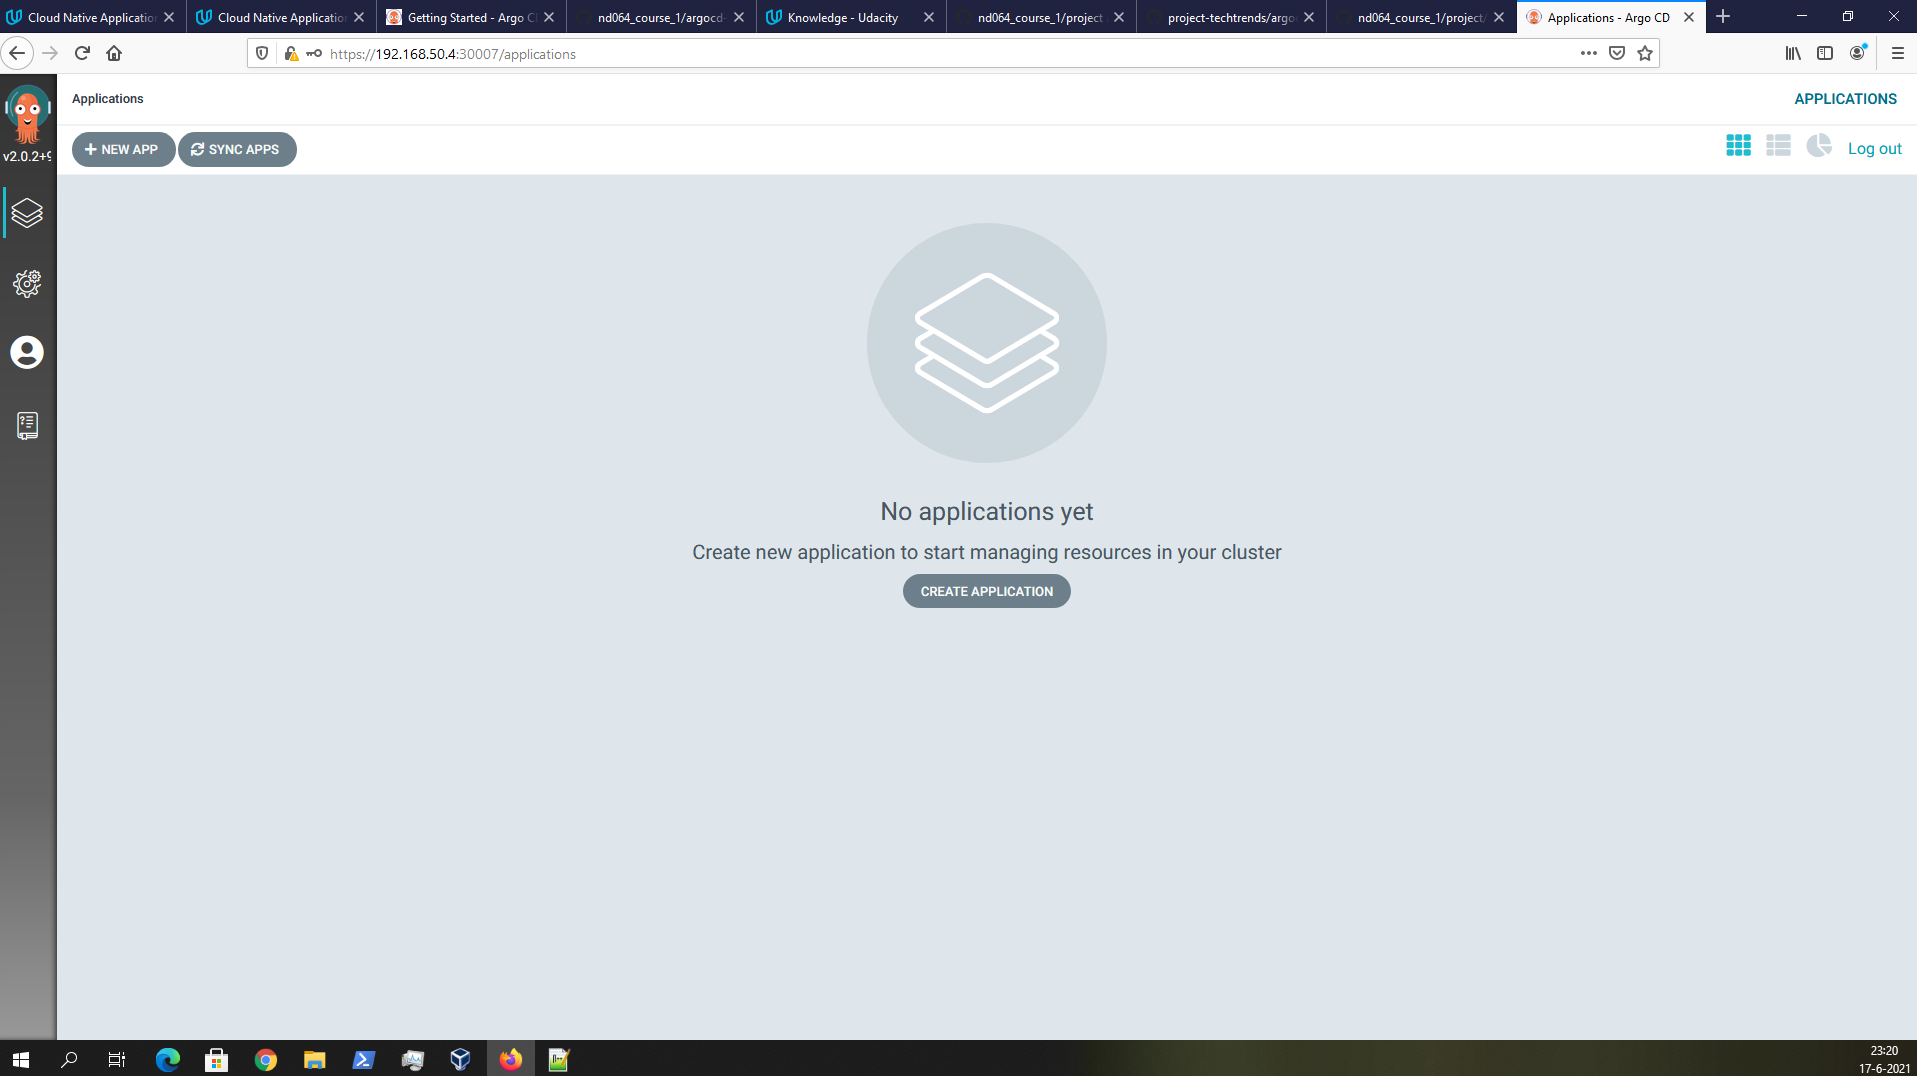 Cloud Native Application
Cloud Native Application
Getting Started - Argo C
nd064_course_1/argocd-
Knowledge - Udacity
nd064_course_1/project
project-techtrends/argo
nd064_course_1/project/
Applications - Argo CD
https://192.168.50.4:30007/applications
Applications
APPLICATIONS
v2.0.2+9
NEW APP
SYNC APPS
Log out
No applications yet
Create new application to start managing resources in your cluster
CREATE APPLICATION
23:20
17-6-2021